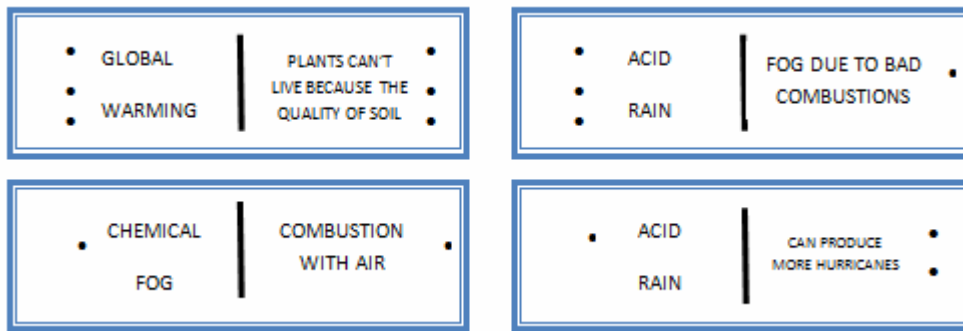 GLOBAL
WARMING
PLANTS CAN'T
LIVE BECAUSE THE
QUALITY OF SOIL
ACID
RAIN
FOG DUE TO BAD
COMBUSTIONS
CHEMICAL
FOG
COMBUSTION
WITH AIR
ACID
RAIN
CAN PRODUCE
MORE HURRICANES